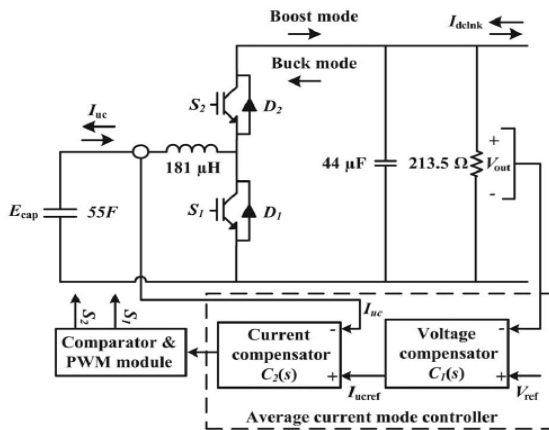 Boost mode
I_dclnk
Buck mode
S_2
D_2
I_uc
181 μH
44 μF
213.5 Ω
+
V_out
-
E_cap
55F
S_1
D_1
S_2
S_1
I_uc
Comparator &
PWM module
-
Current
compensator
C_2(s)
+
I_ucref
-
Voltage
compensator
C_1(s)
+
V_ref
Average current mode controller